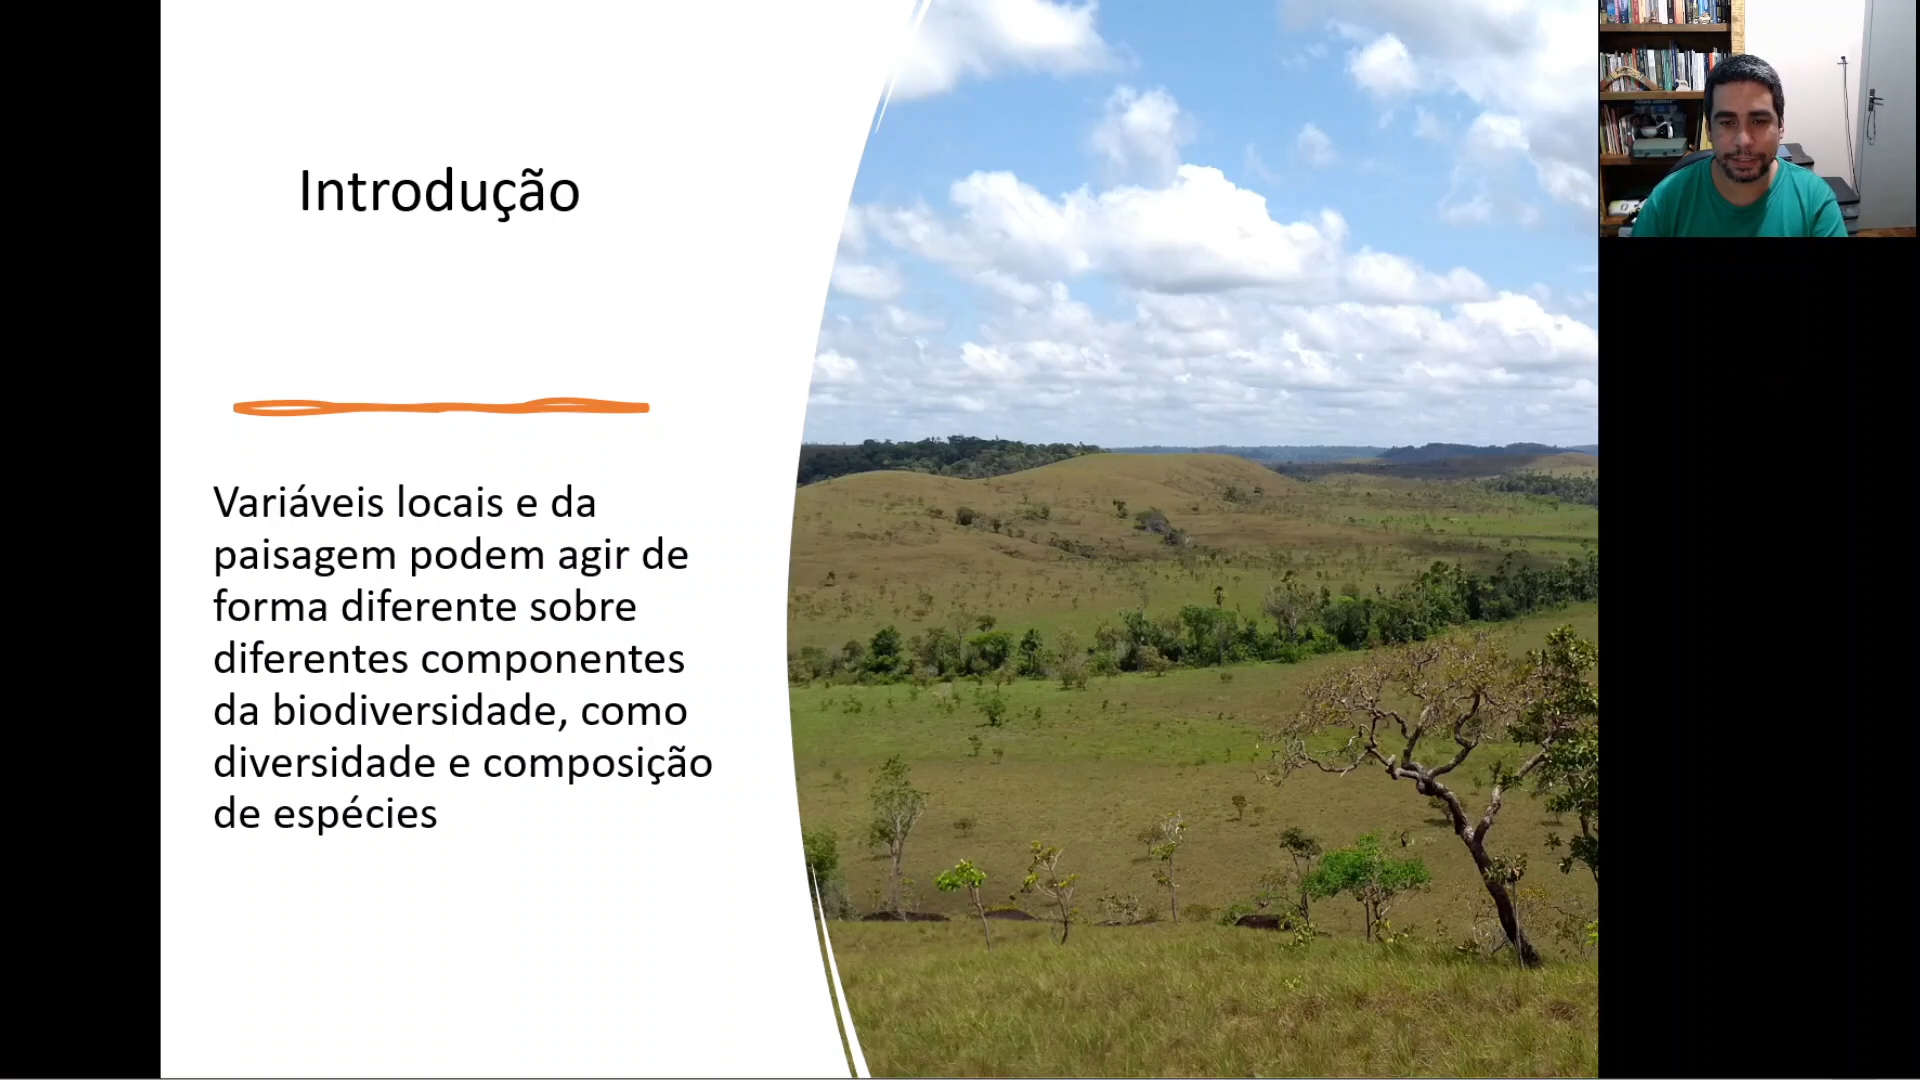 Introdução
Variáveis locais e da
paisagem podem agir de
forma diferente sobre
diferentes componentes
da biodiversidade, como
diversidade e composição
de espécies